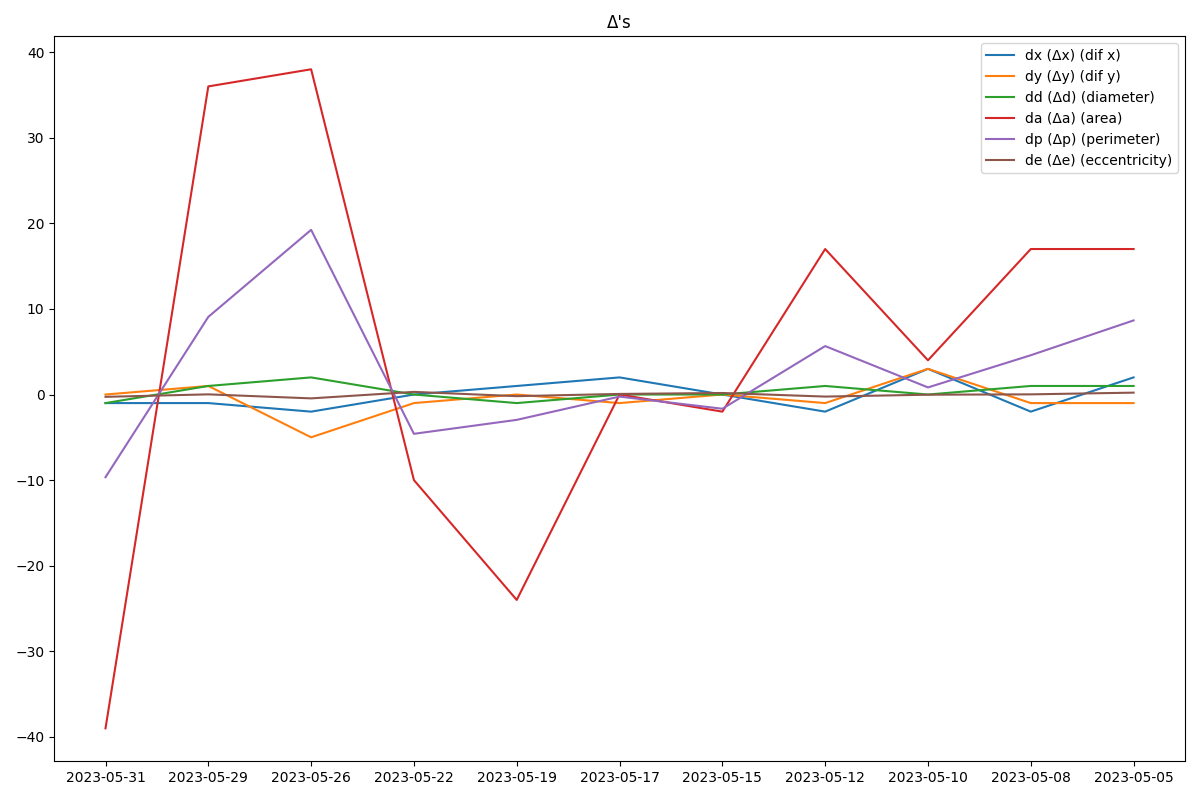 Δ's
40
30
20
10
0
−10
−20
−30
−40
dx (Δx) (dif x)
dy (Δy) (dif y)
dd (Δd) (diameter)
da (Δa) (area)
dp (Δp) (perimeter)
de (Δe) (eccentricity)
2023-05-31 2023-05-29 2023-05-26 2023-05-22 2023-05-19 2023-05-17 2023-05-15 2023-05-12 2023-05-10 2023-05-08 2023-05-05